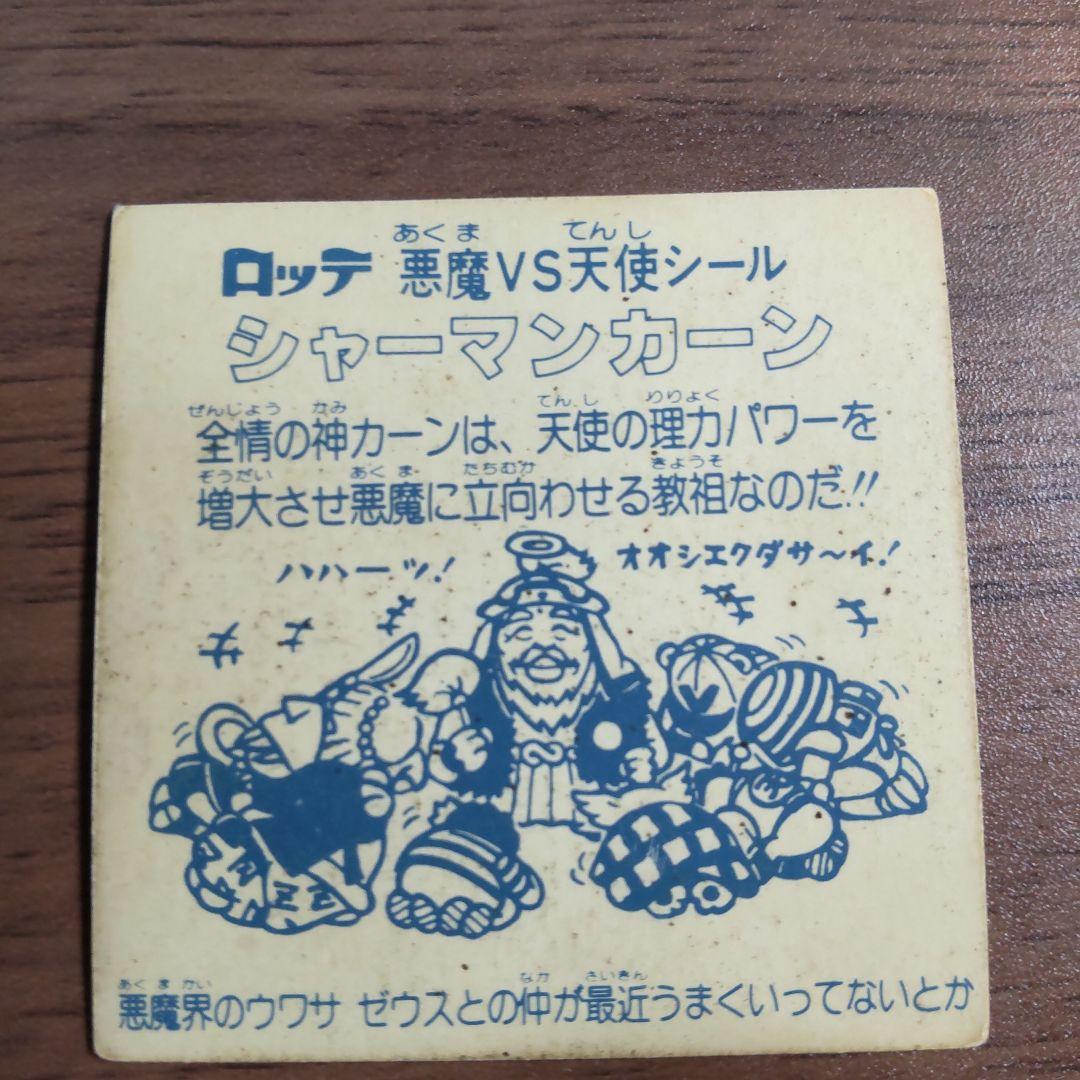 あくま てんし
ロッテ 悪魔VS天使シール
シャーマンカーン
ぜんじょう かみ てんし りりょく
全情の神カーンは、天使の理力パワーを
ぞうだい あくま たちむか きょうそ
増大させ悪魔に立向わせる教祖なのだ!!
ハハーッ!
オオシエクダサ〜イ!
あくまかい なか さいきん
悪魔界のウワサ ゼウスとの仲が最近うまくいってないとか